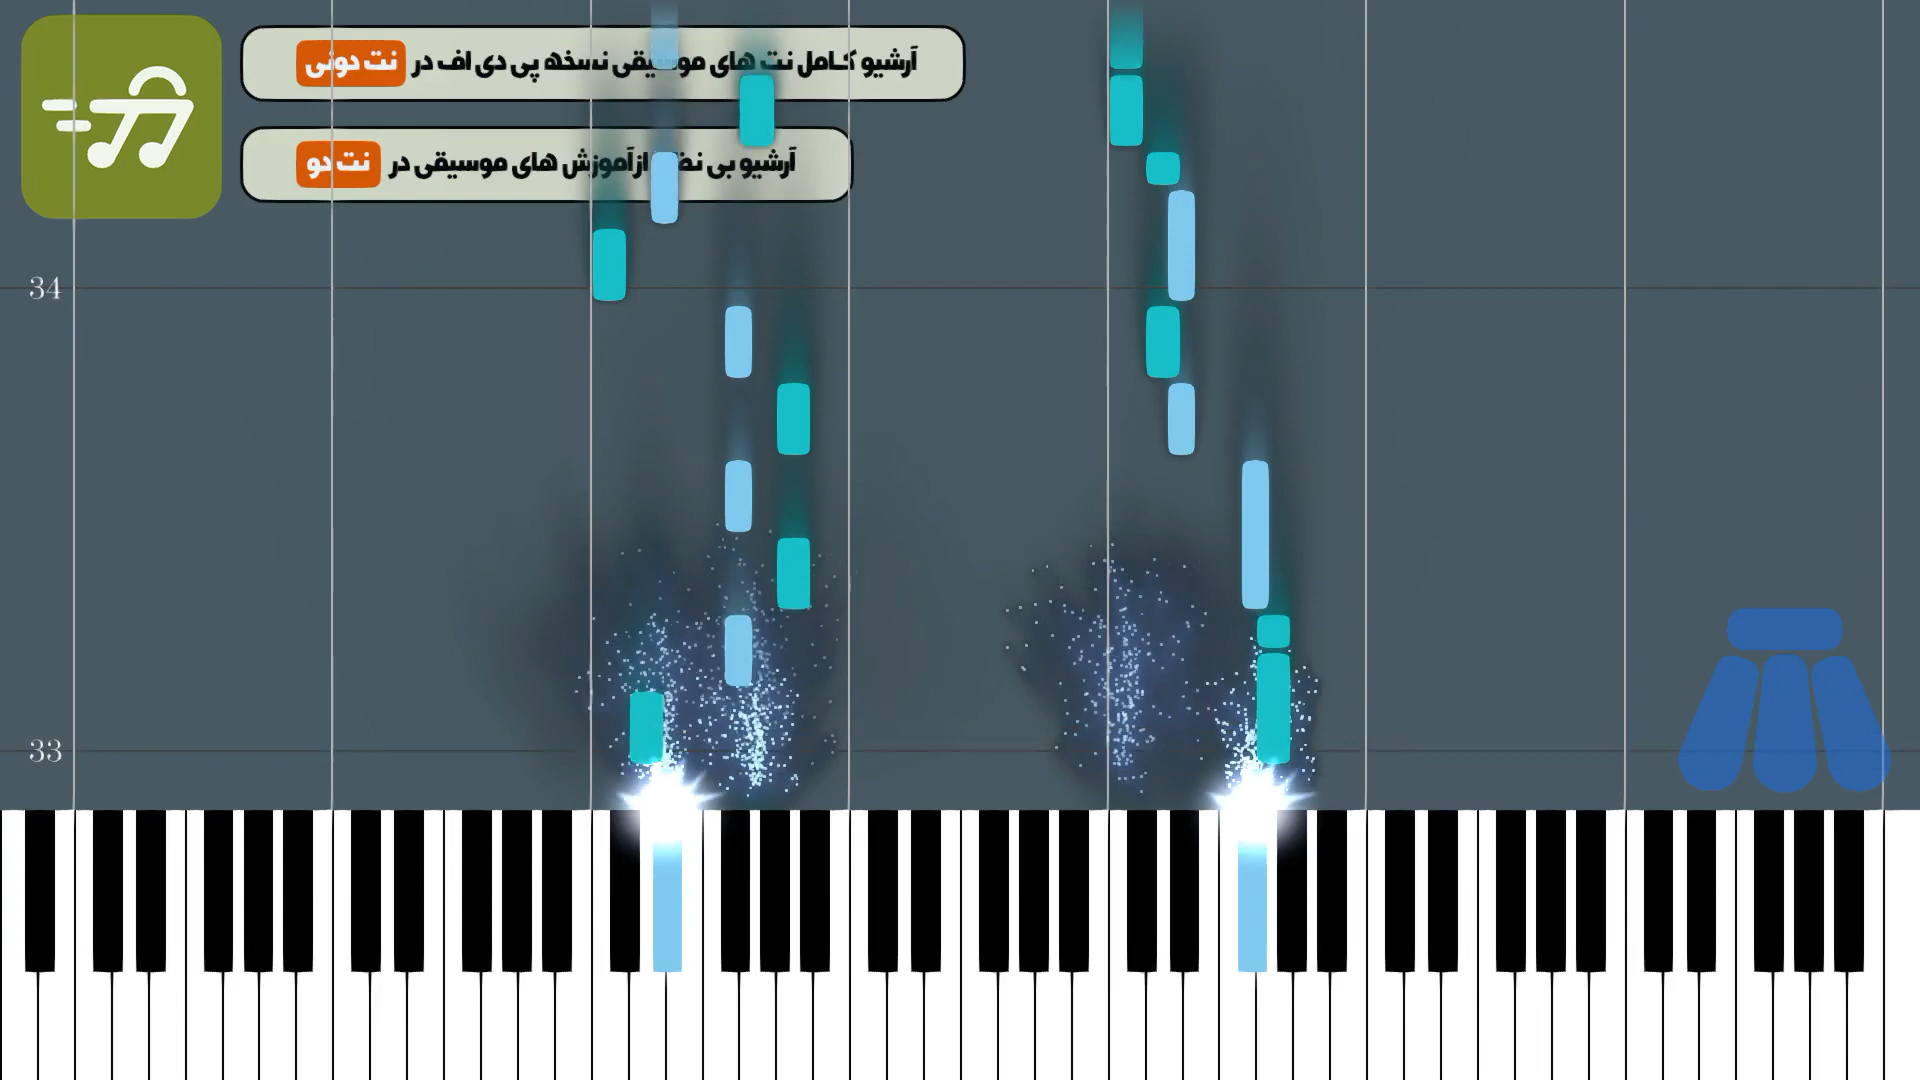 آرشیو کامل نت های موسیقی نسخه پی دی اف در نت دونی
آرشیو بی نظیر از آموزش های موسیقی در نت دو
34
33